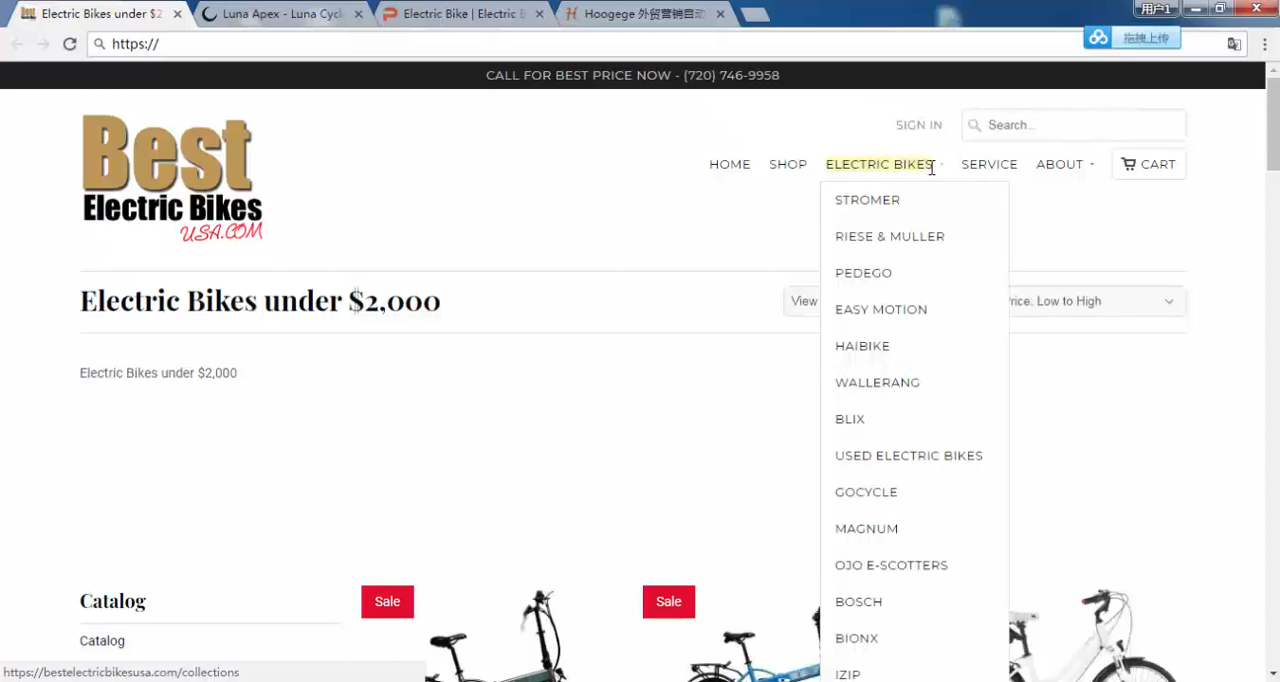 Electric Bikes under $2
Luna Apex - Luna Cycl
Electric Bike | Electric B
Hoogege 外贸营销自动
用户1
https://
拖拽上传
CALL FOR BEST PRICE NOW - (720) 746-9958
Best
Electric Bikes
USA.COM
SIGN IN
Search...
HOME
SHOP
ELECTRIC BIKES
SERVICE
ABOUT
CART
STROMER
RIESE & MULLER
PEDEGO
EASY MOTION
HAIBIKE
WALLERANG
BLIX
USED ELECTRIC BIKES
GOCYCLE
MAGNUM
OJO E-SCOTTERS
BOSCH
BIONX
IZIP
Electric Bikes under $2,000
View
Price. Low to High
Electric Bikes under $2,000
Catalog
Catalog
Sale
Sale
https://bestelectricbikesusa.com/collections